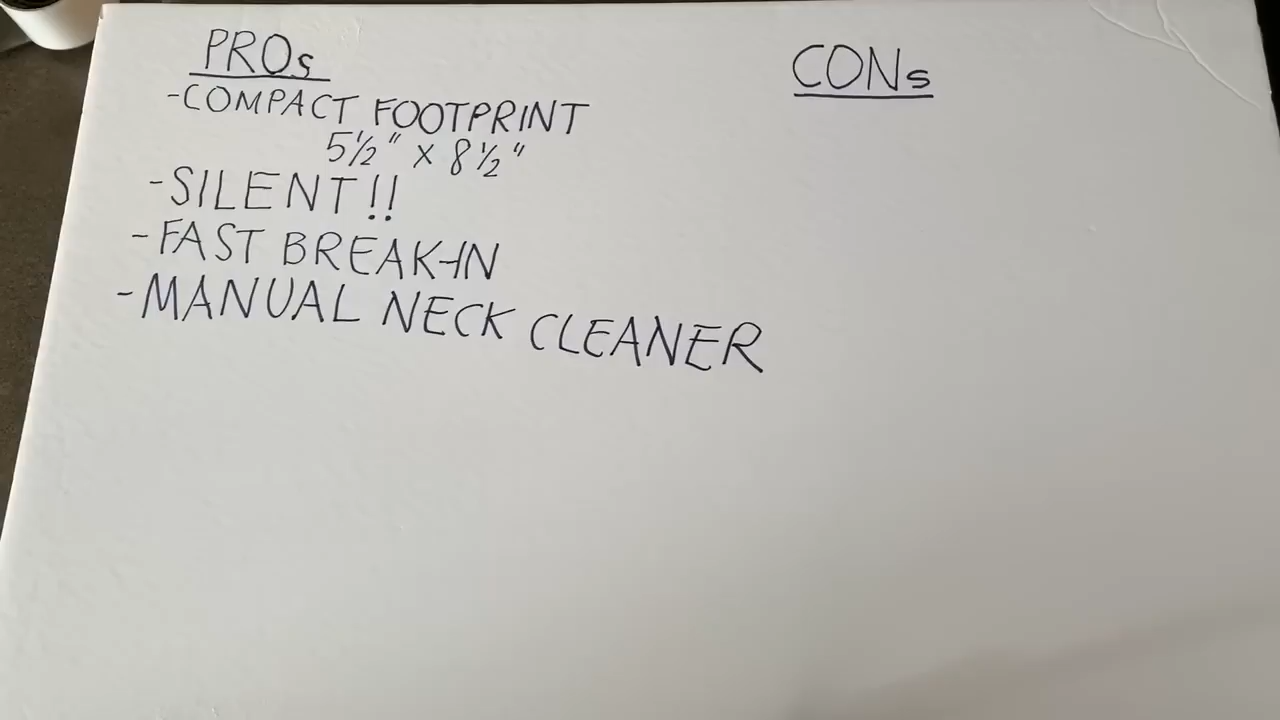 PROs
CONs
-COMPACT FOOTPRINT
5½" X 8½"
-SILENT!!
-FAST BREAK-IN
-MANUAL NECK CLEANER